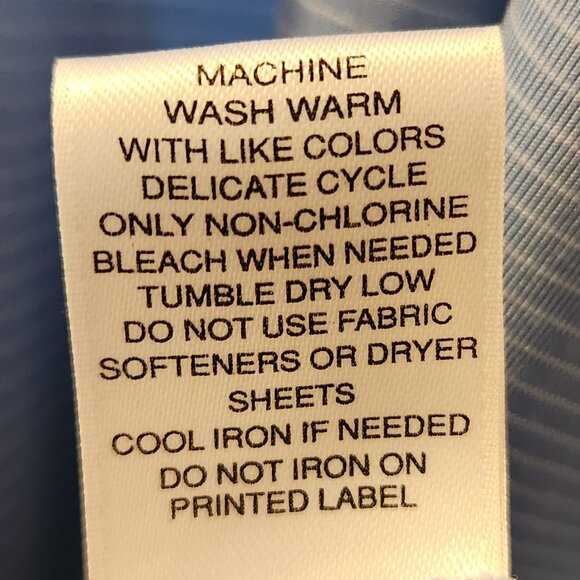 MACHINE
WASH WARM
WITH LIKE COLORS
DELICATE CYCLE
ONLY NON-CHLORINE
BLEACH WHEN NEEDED
TUMBLE DRY LOW
DO NOT USE FABRIC
SOFTENERS OR DRYER
SHEETS
COOL IRON IF NEEDED
DO NOT IRON ON
PRINTED LABEL